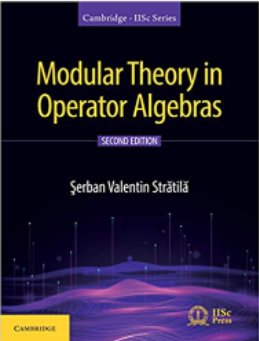 Cambridge - IISc Series
Modular Theory in
Operator Algebras
SECOND EDITION
Şerban Valentin Strătilă
CAMBRIDGE
IISc
Press